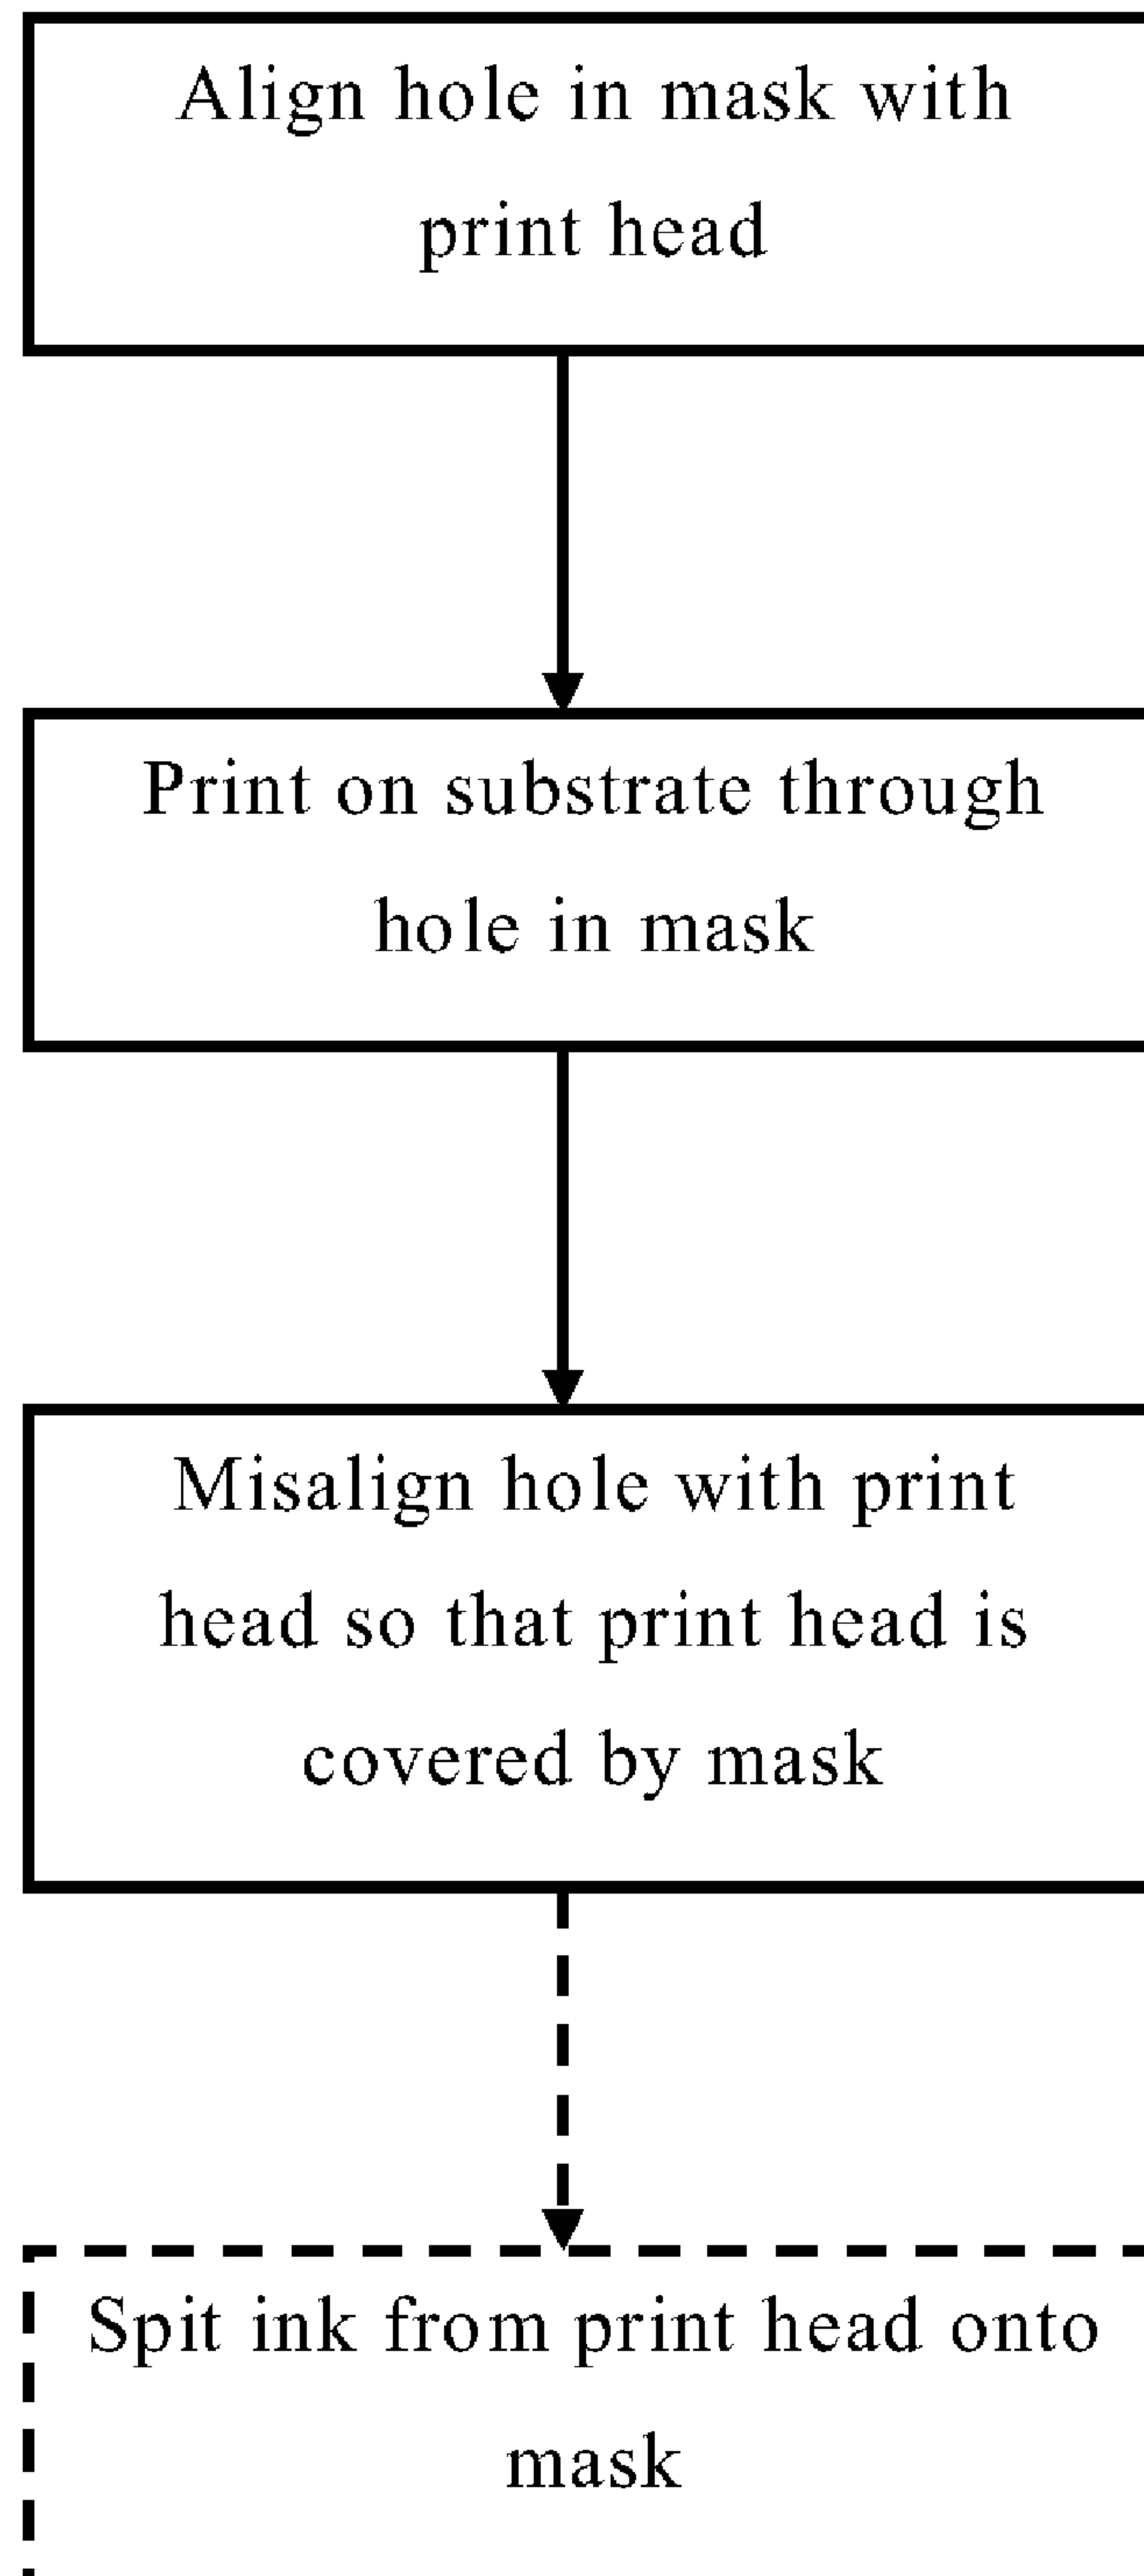 Align hole in mask with
print head
Print on substrate through
hole in mask
Misalign hole with print
head so that print head is
covered by mask
Spit ink from print head onto
mask